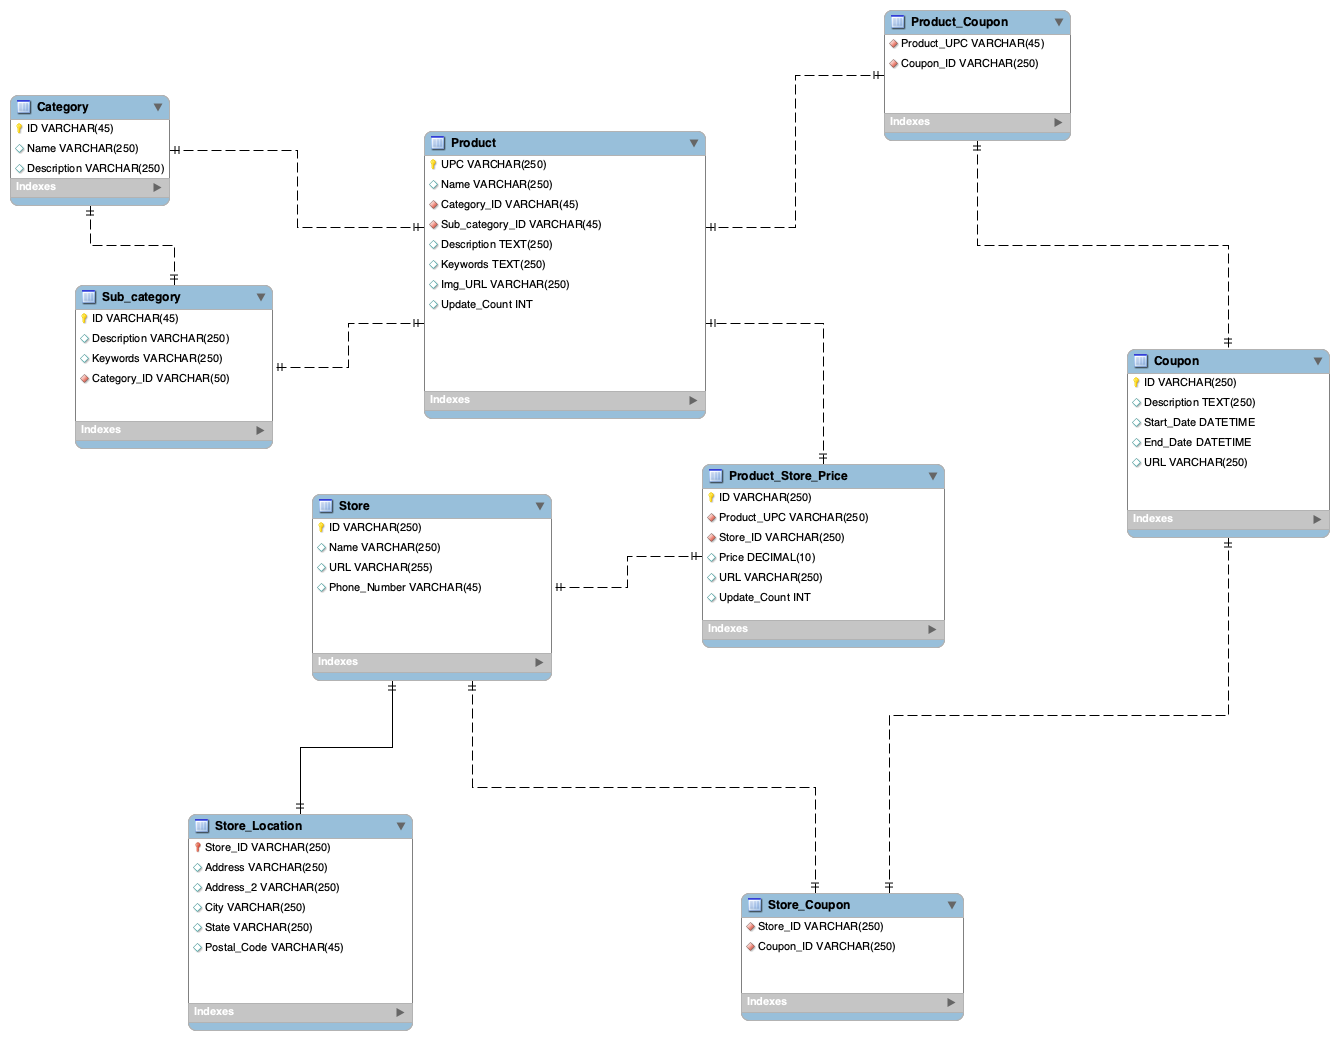 Product_Coupon
Product_UPC VARCHAR(45)
Coupon_ID VARCHAR(250)
Indexes
Category
ID VARCHAR(45)
Name VARCHAR(250)
Description VARCHAR(250)
Indexes
Product
UPC VARCHAR(250)
Name VARCHAR(250)
Category_ID VARCHAR(45)
Sub_category_ID VARCHAR(45)
Description TEXT(250)
Keywords TEXT(250)
Img_URL VARCHAR(250)
Update_Count INT
Indexes
Sub_category
ID VARCHAR(45)
Description VARCHAR(250)
Keywords VARCHAR(250)
Category_ID VARCHAR(50)
Indexes
Coupon
ID VARCHAR(250)
Description TEXT(250)
Start_Date DATETIME
End_Date DATETIME
URL VARCHAR(250)
Indexes
Product_Store_Price
ID VARCHAR(250)
Product_UPC VARCHAR(250)
Store_ID VARCHAR(250)
Price DECIMAL(10)
URL VARCHAR(250)
Update_Count INT
Indexes
Store
ID VARCHAR(250)
Name VARCHAR(250)
URL VARCHAR(255)
Phone_Number VARCHAR(45)
Indexes
Store_Location
Store_ID VARCHAR(250)
Address VARCHAR(250)
Address_2 VARCHAR(250)
City VARCHAR(250)
State VARCHAR(250)
Postal_Code VARCHAR(45)
Indexes
Store_Coupon
Store_ID VARCHAR(250)
Coupon_ID VARCHAR(250)
Indexes